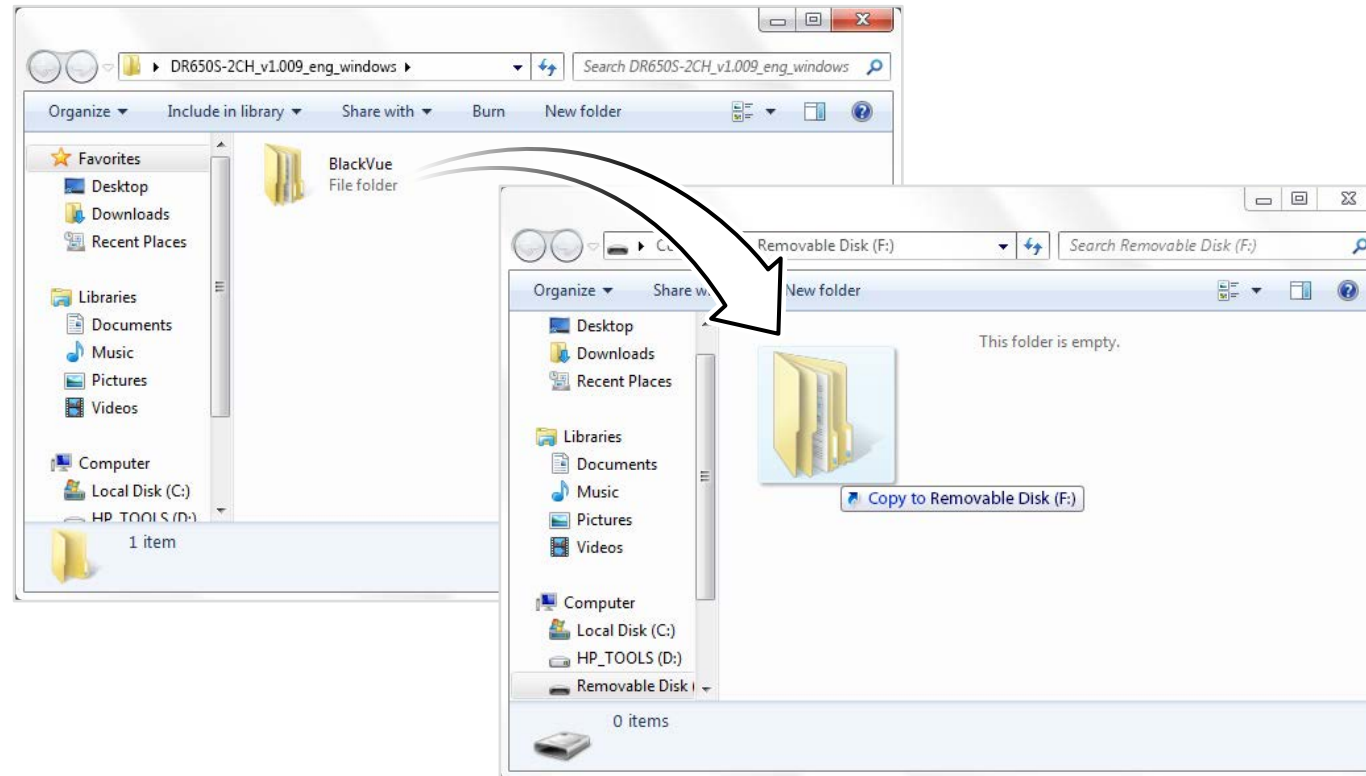 DR650S-2CH_v1.009_eng_windows
Search DR650S-2CH_v1.009_eng_windows
Organize Include in library Share with Burn New folder
Favorites
Desktop
Downloads
Recent Places
Libraries
Documents
Music
Pictures
Videos
Computer
Local Disk (C:)
HP_TOOLS (D:)
BlackVue
File folder
1 item
Removable Disk (F:)
Search Removable Disk (F:)
Organize Share New folder
Desktop
Downloads
Recent Places
Libraries
Documents
Music
Pictures
Videos
Computer
Local Disk (C:)
HP_TOOLS (D:)
Removable Disk (
This folder is empty.
Copy to Removable Disk (F:)
0 items